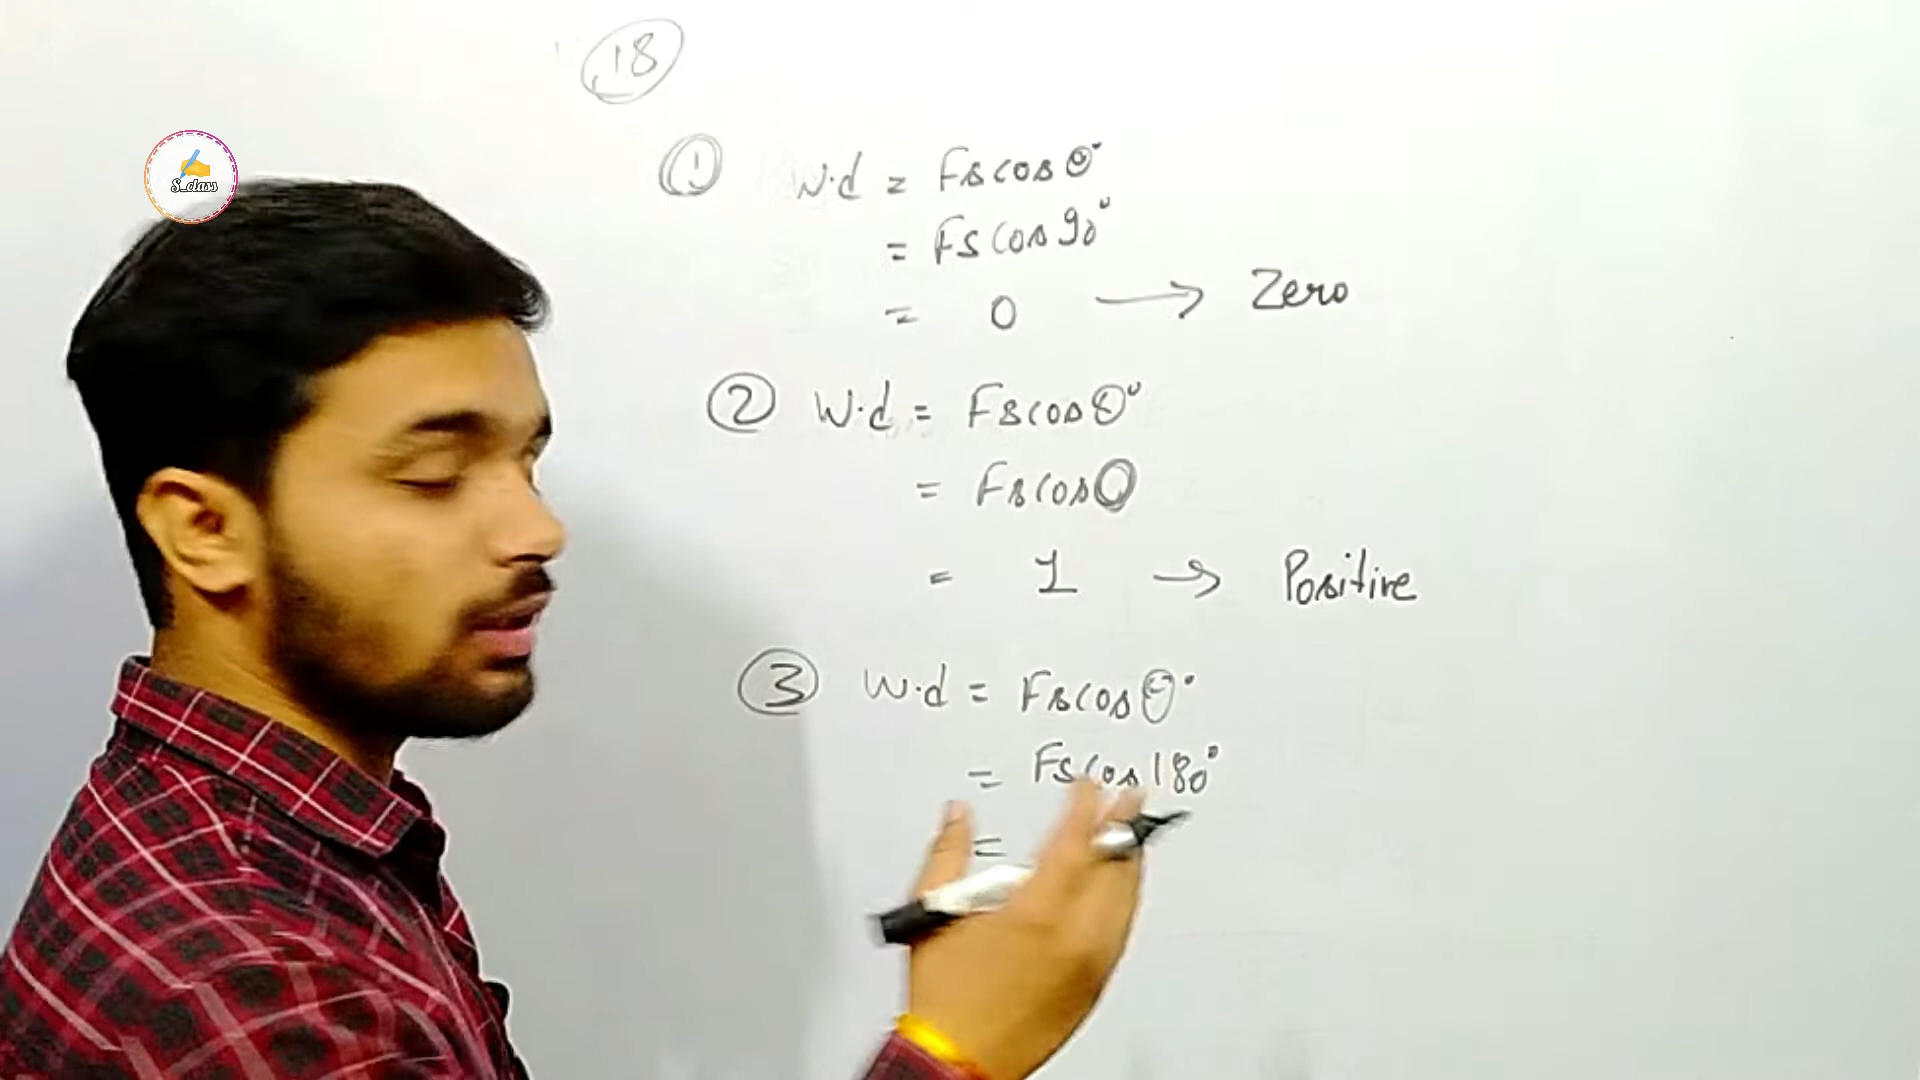 18
S_class
① W.d = Fscosθ°
= Fscos90°
= 0 → Zero
② W.d = Fscosθ°
= Fscos0
= 1 → Positive
③ W.d = Fscosθ°
= Fscos180°
=